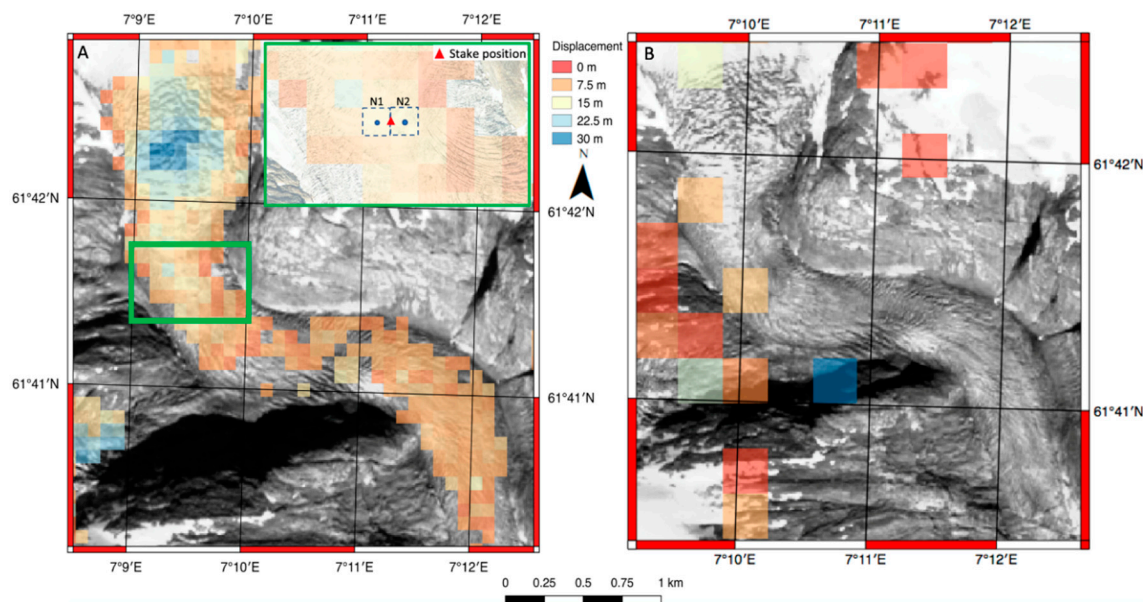 7°9'E 7°10'E 7°11'E 7°12'E
7°10'E 7°11'E 7°12'E
A
Stake position
N1 N2
Displacement
0 m
7.5 m
15 m
22.5 m
30 m
N
B
61°42'N
61°42'N
61°42'N
61°41'N
61°41'N
61°41'N
7°9'E 7°10'E 7°11'E 7°12'E
7°10'E 7°11'E 7°12'E
0 0.25 0.5 0.75 1 km